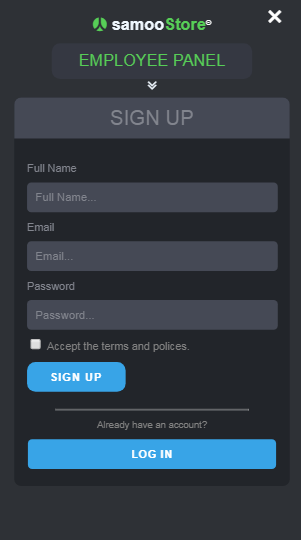 samooStore©
EMPLOYEE PANEL
SIGN UP
Full Name
Full Name...
Email
Email...
Password
Password...
Accept the terms and polices.
SIGN UP
Already have an account?
LOG IN